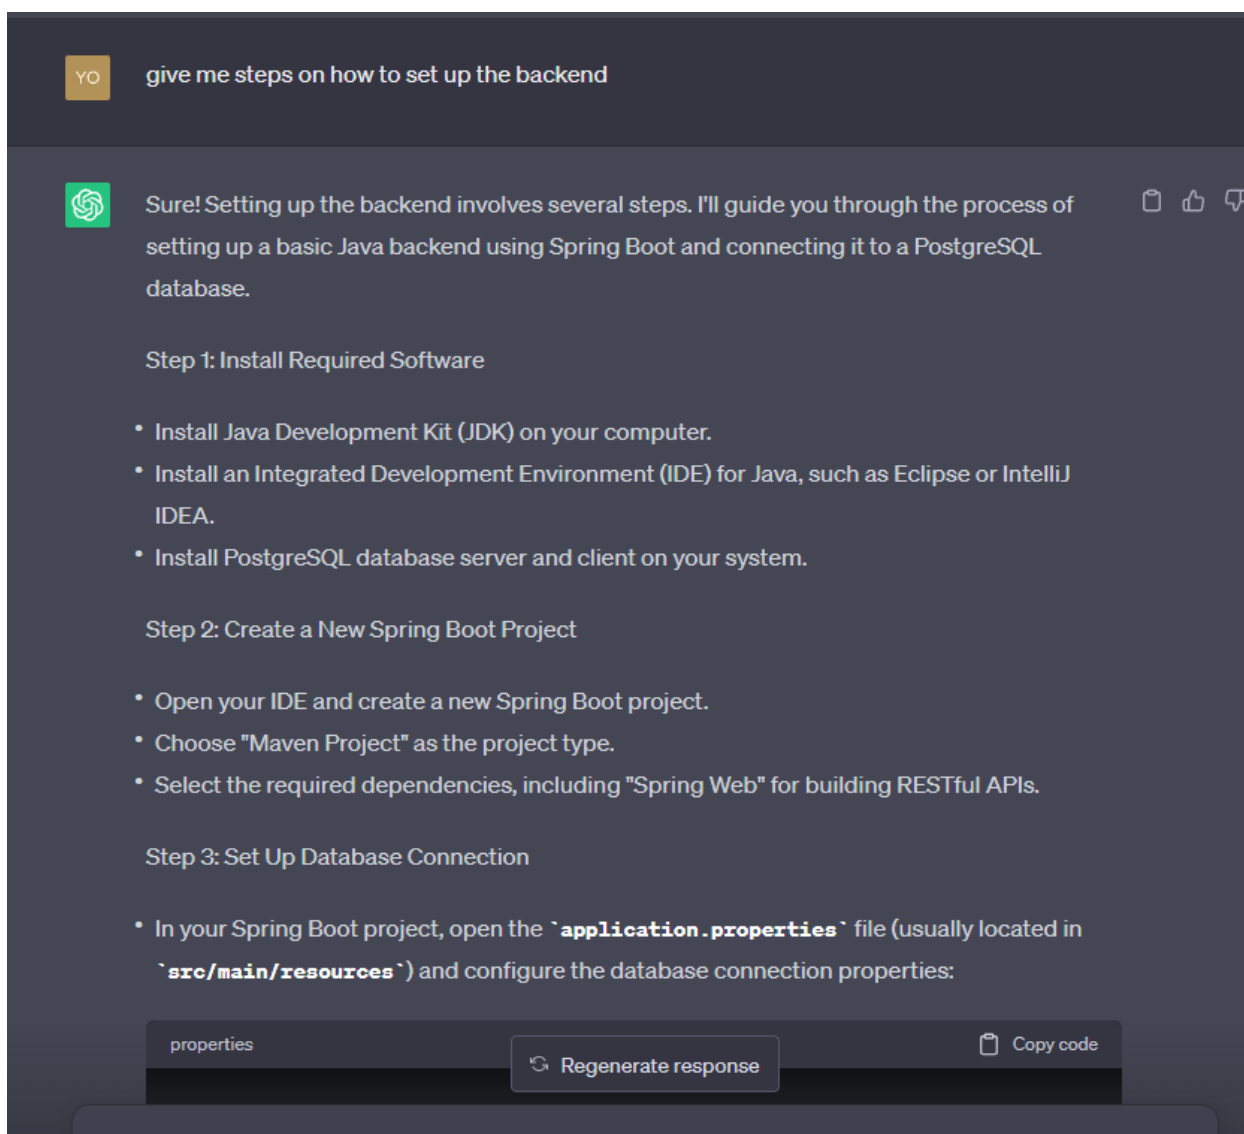 YO
give me steps on how to set up the backend
Sure! Setting up the backend involves several steps. I'll guide you through the process of
setting up a basic Java backend using Spring Boot and connecting it to a PostgreSQL
database.
Step 1: Install Required Software
• Install Java Development Kit (JDK) on your computer.
• Install an Integrated Development Environment (IDE) for Java, such as Eclipse or IntelliJ
IDEA.
• Install PostgreSQL database server and client on your system.
Step 2: Create a New Spring Boot Project
• Open your IDE and create a new Spring Boot project.
• Choose "Maven Project" as the project type.
• Select the required dependencies, including "Spring Web" for building RESTful APIs.
Step 3: Set Up Database Connection
• In your Spring Boot project, open the `application.properties` file (usually located in
`src/main/resources`) and configure the database connection properties:
properties
Copy code
Regenerate response